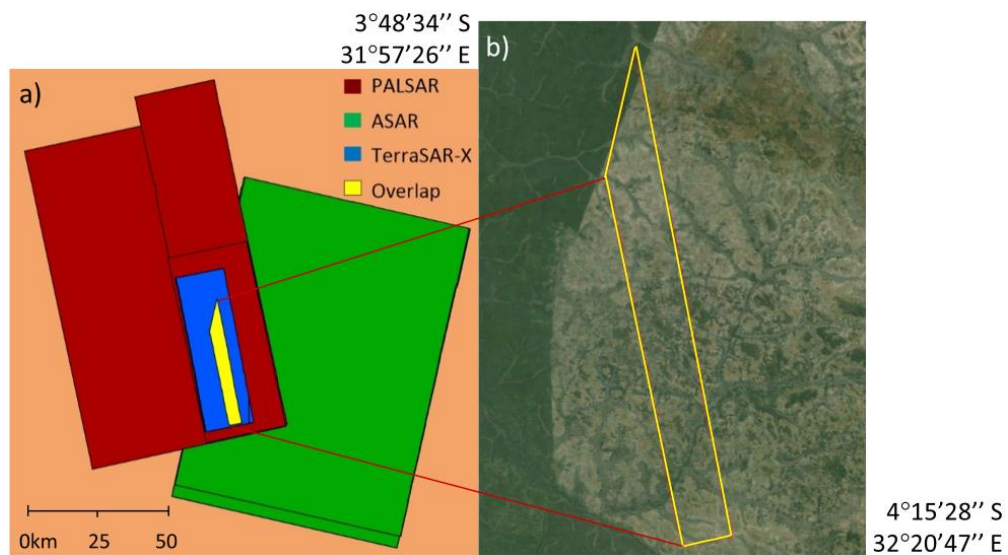 3°48’34’’ S
31°57’26’’ E
a)
PALSAR
ASAR
TerraSAR-X
Overlap
0km 25 50
b)
4°15’28’’ S
32°20’47’’ E